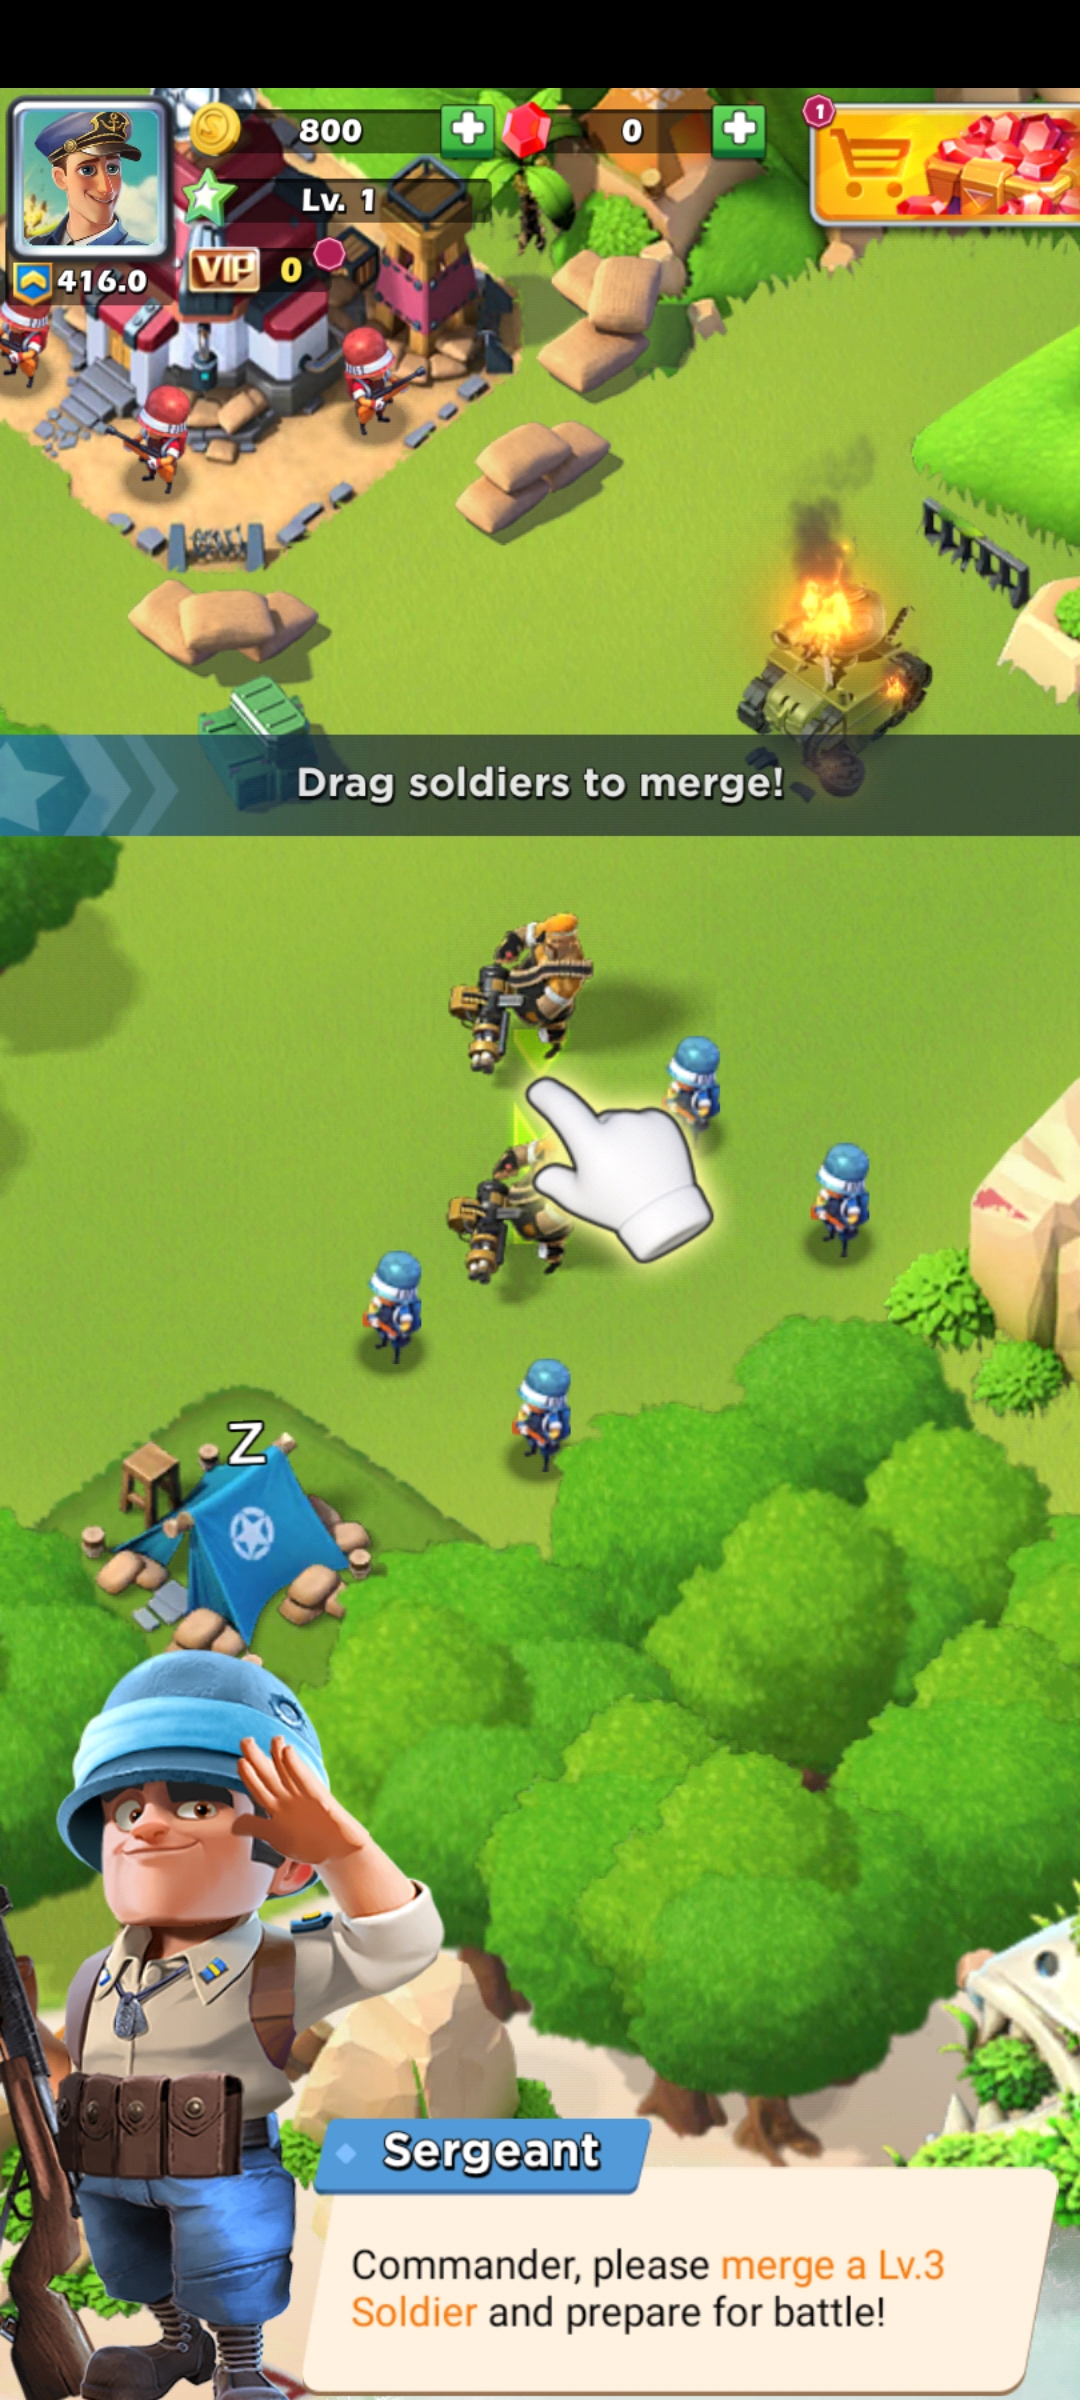 800
0
1
Lv. 1
VIP 0
416.0
Drag soldiers to merge!
Z
Sergeant
Commander, please merge a Lv.3
Soldier and prepare for battle!